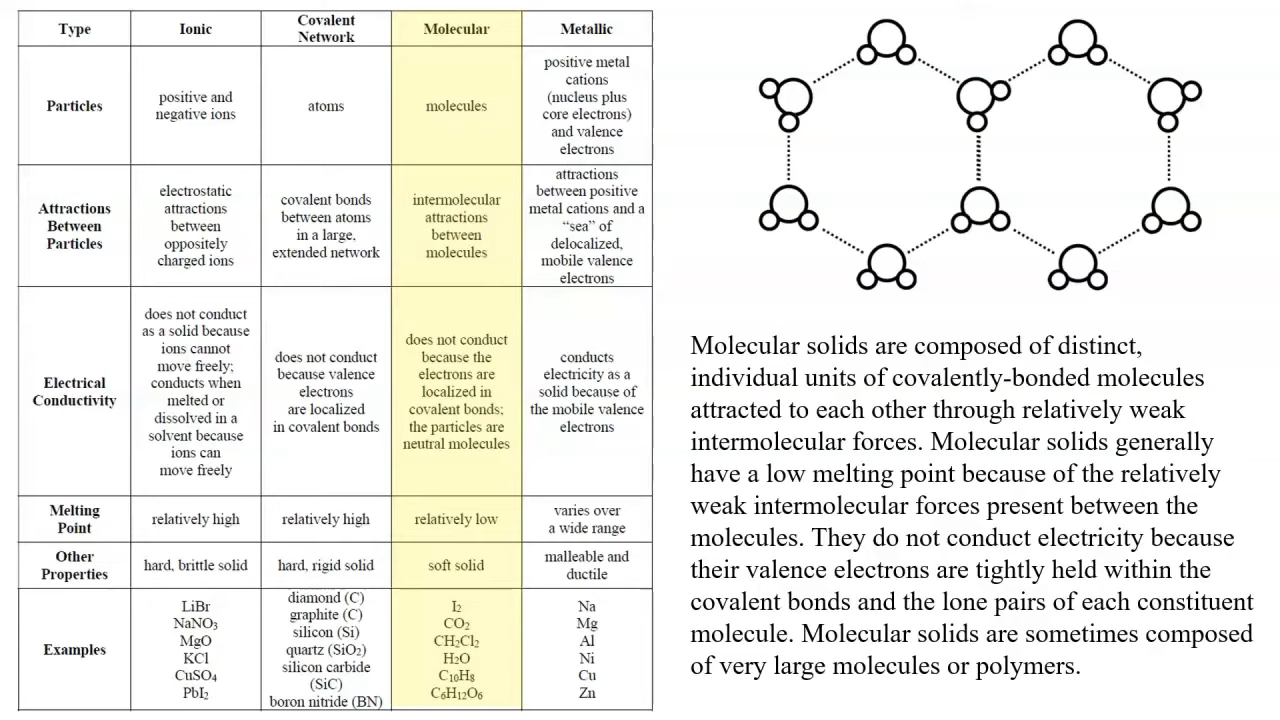 Type
Ionic
Covalent
Network
Molecular
Metallic
Particles
positive and
negative ions
atoms
molecules
positive metal
cations
(nucleus plus
core electrons)
and valence
electrons
Attractions
Between
Particles
electrostatic
attractions
between
oppositely
charged ions
covalent bonds
between atoms
in a large,
extended network
intermolecular
attractions
between
molecules
attractions
between positive
metal cations and a
“sea” of
delocalized,
mobile valence
electrons
Electrical
Conductivity
does not conduct
as a solid because
ions cannot
move freely;
conducts when
melted or
dissolved in a
solvent because
ions can
move freely
does not conduct
because valence
electrons
are localized
in covalent bonds
does not conduct
because the
electrons are
localized in
covalent bonds;
the particles are
neutral molecules
conducts
electricity as a
solid because of
the mobile valence
electrons
Melting
Point
relatively high
relatively high
relatively low
varies over
a wide range
Other
Properties
hard, brittle solid
hard, rigid solid
soft solid
malleable and
ductile
Examples
LiBr
NaNO₃
MgO
KCl
CuSO₄
PbI₂
diamond (C)
graphite (C)
silicon (Si)
quartz (SiO₂)
silicon carbide
(SiC)
boron nitride (BN)
I₂
CO₂
CH₂Cl₂
H₂O
C₁₀H₈
C₆H₁₂O₆
Na
Mg
Al
Ni
Cu
Zn
Molecular solids are composed of distinct,
individual units of covalently-bonded molecules
attracted to each other through relatively weak
intermolecular forces. Molecular solids generally
have a low melting point because of the relatively
weak intermolecular forces present between the
molecules. They do not conduct electricity because
their valence electrons are tightly held within the
covalent bonds and the lone pairs of each constituent
molecule. Molecular solids are sometimes composed
of very large molecules or polymers.